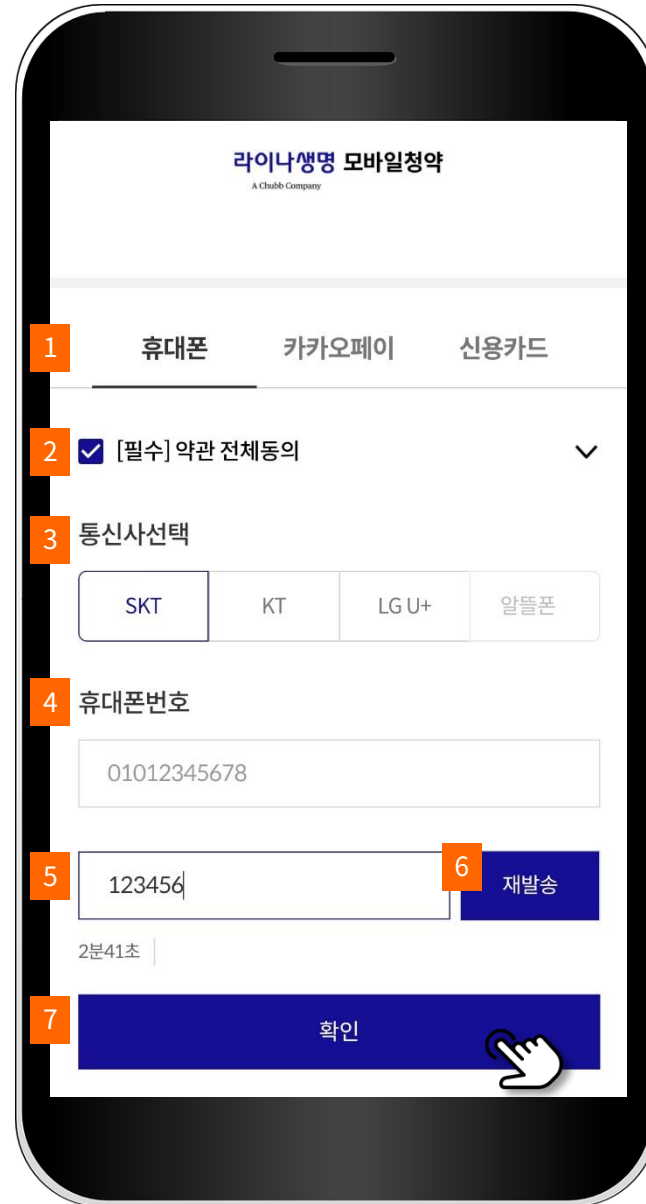 라이나생명 모바일청약
A Chubb Company
1 휴대폰 카카오페이 신용카드
2 [필수] 약관 전체동의
3 통신사선택
SKT KT LG U+ 알뜰폰
4 휴대폰번호
01012345678
5 123456 6 재발송
2분41초
7 확인